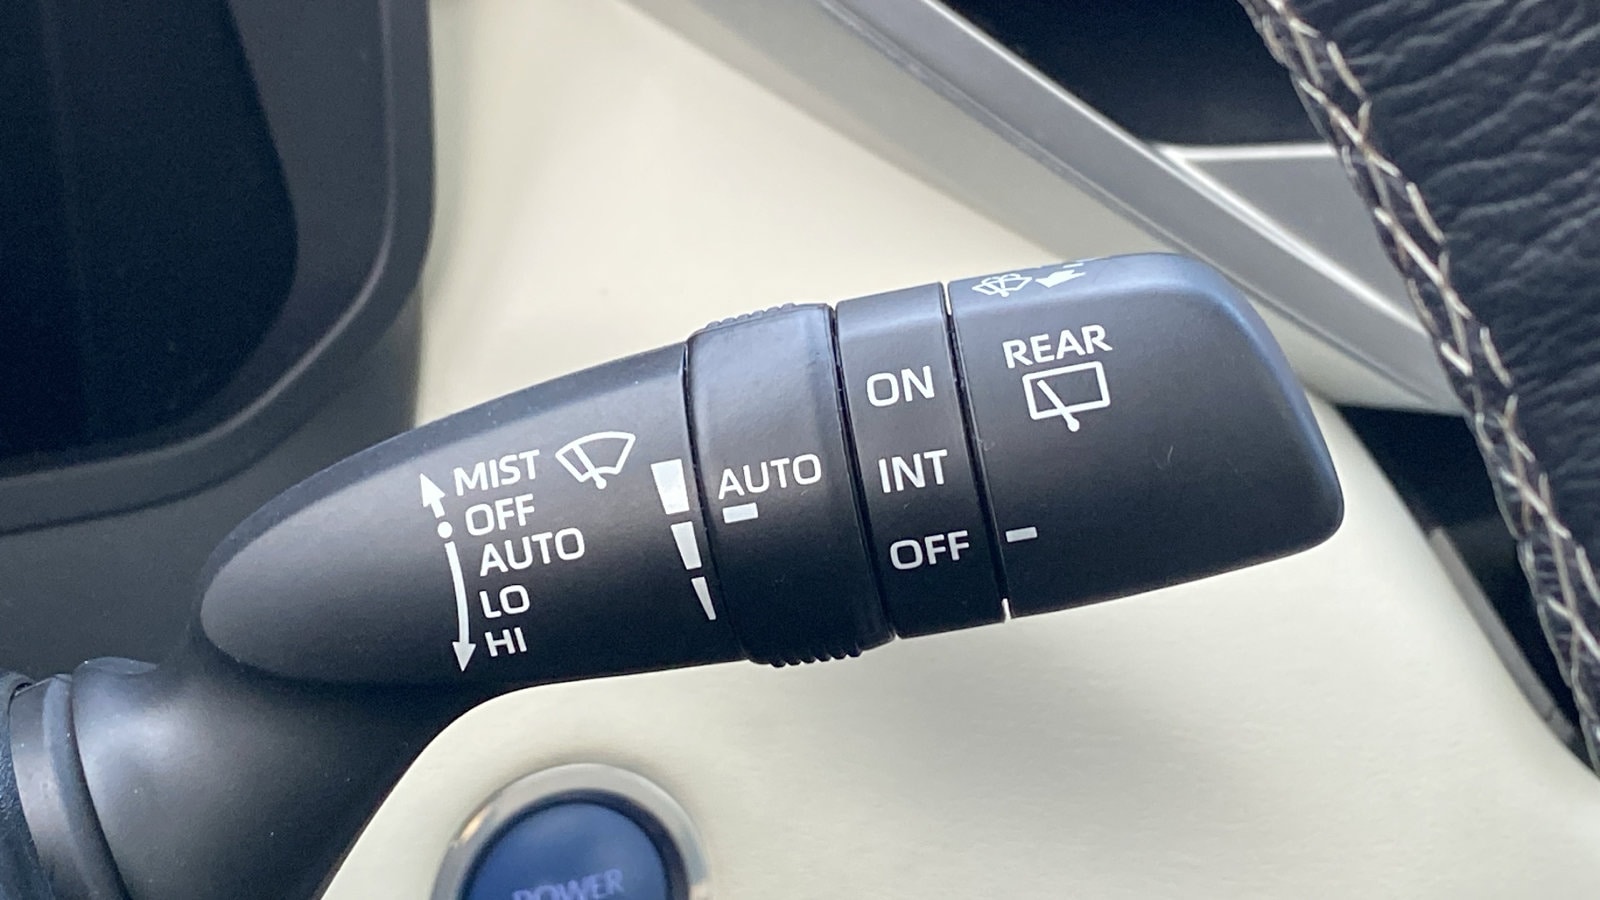 MIST
OFF
AUTO
LO
HI
AUTO
ON
INT
OFF
REAR
POWER